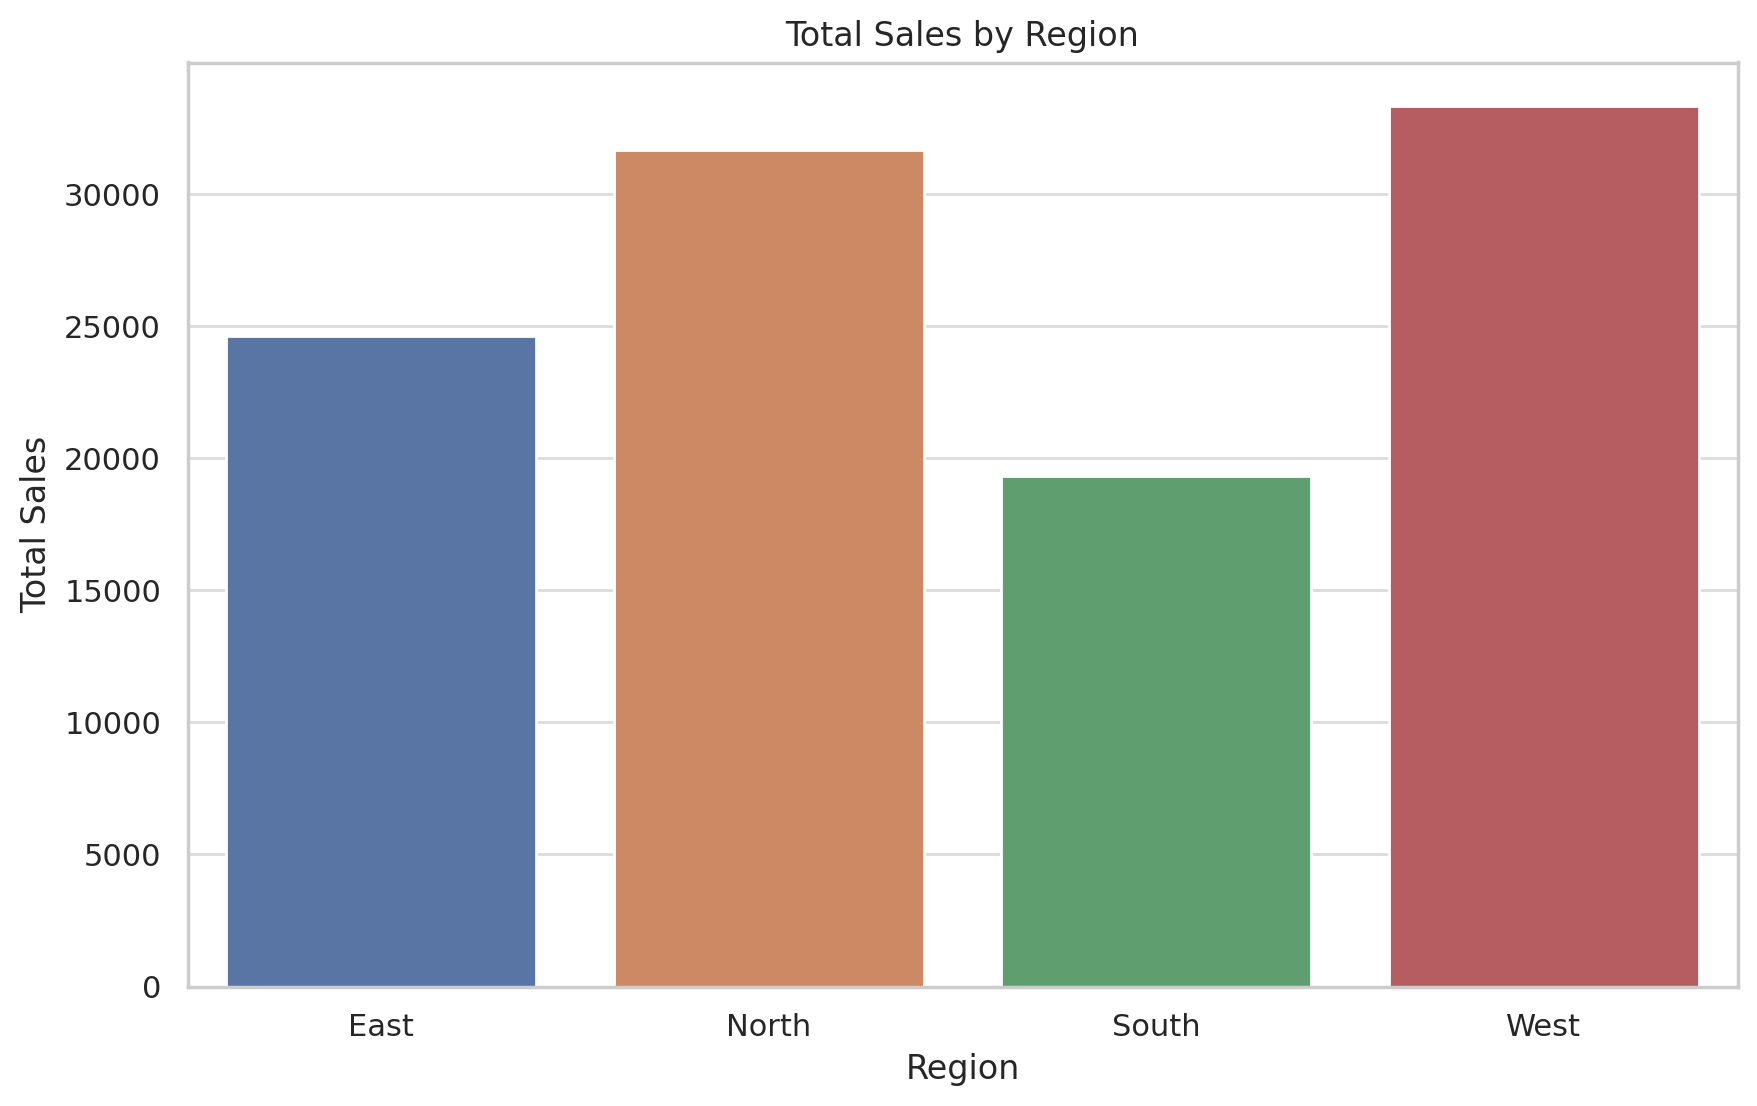 Total Sales by Region
Total Sales
30000
25000
20000
15000
10000
5000
0
East
North
South
West
Region